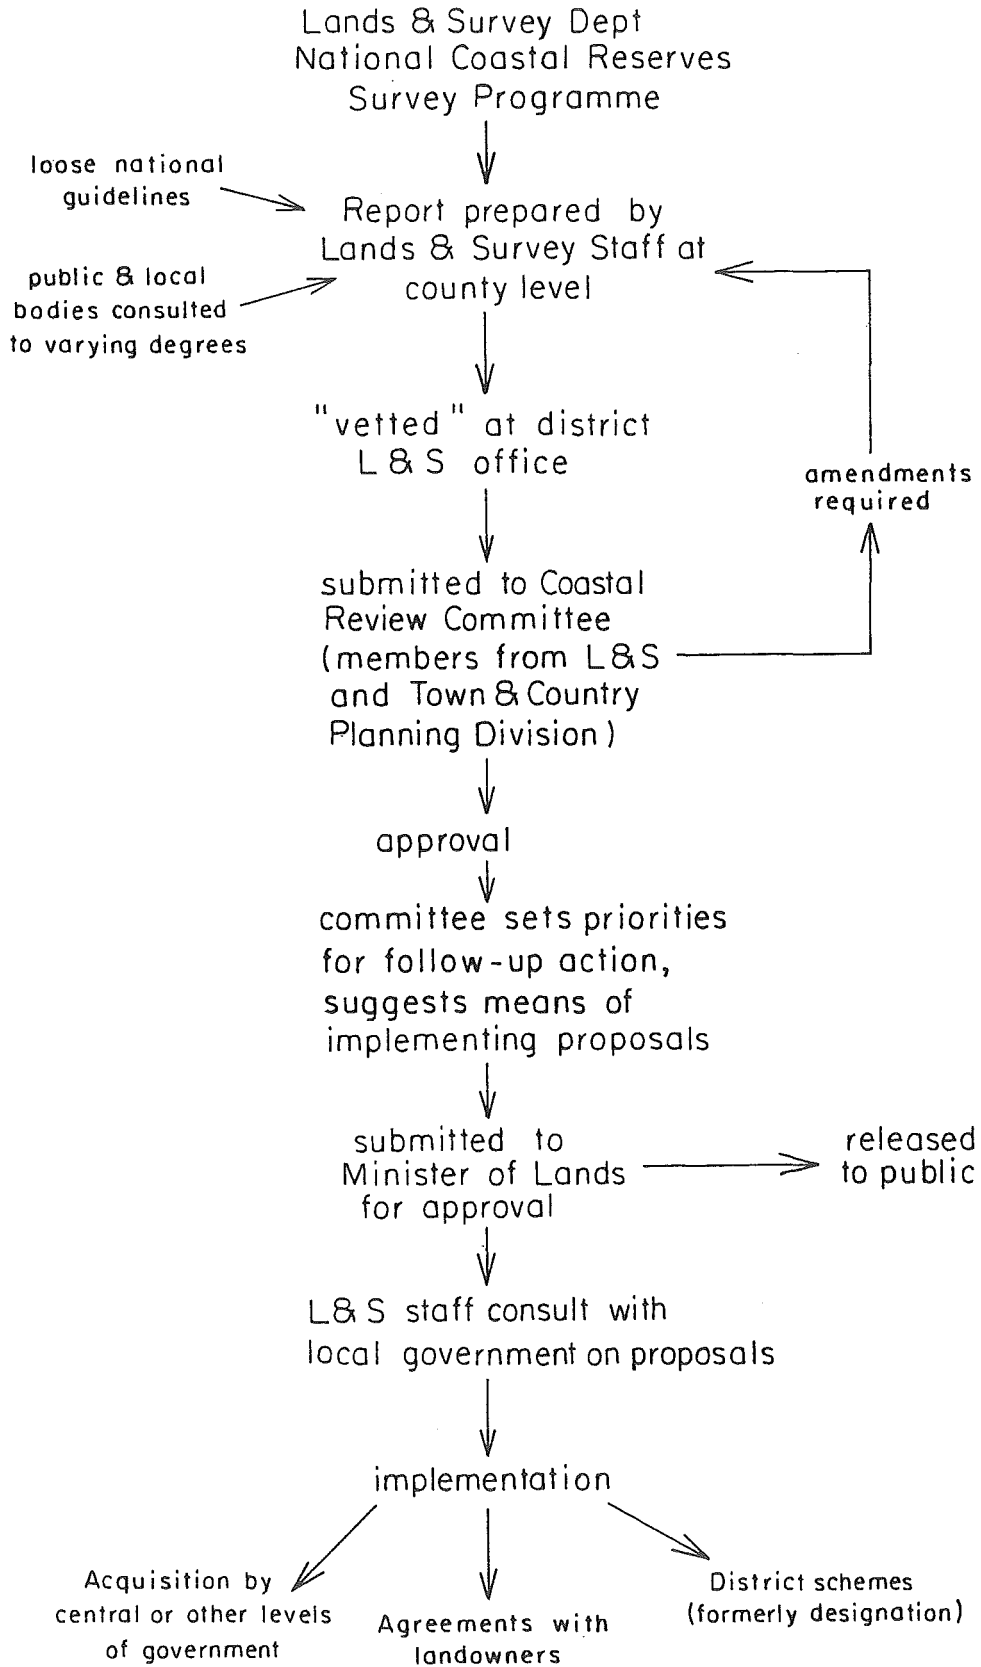 Lands & Survey Dept
National Coastal Reserves
Survey Programme
loose national
guidelines
Report prepared by
Lands & Survey Staff at
county level
public & local
bodies consulted
to varying degrees
"vetted" at district
L & S office
amendments
required
submitted to Coastal
Review Committee
(members from L&S
and Town & Country
Planning Division)
approval
committee sets priorities
for follow-up action,
suggests means of
implementing proposals
submitted to
Minister of Lands
for approval
released
to public
L&S staff consult with
local government on proposals
implementation
Acquisition by
central or other levels
of government
Agreements with
landowners
District schemes
(formerly designation)